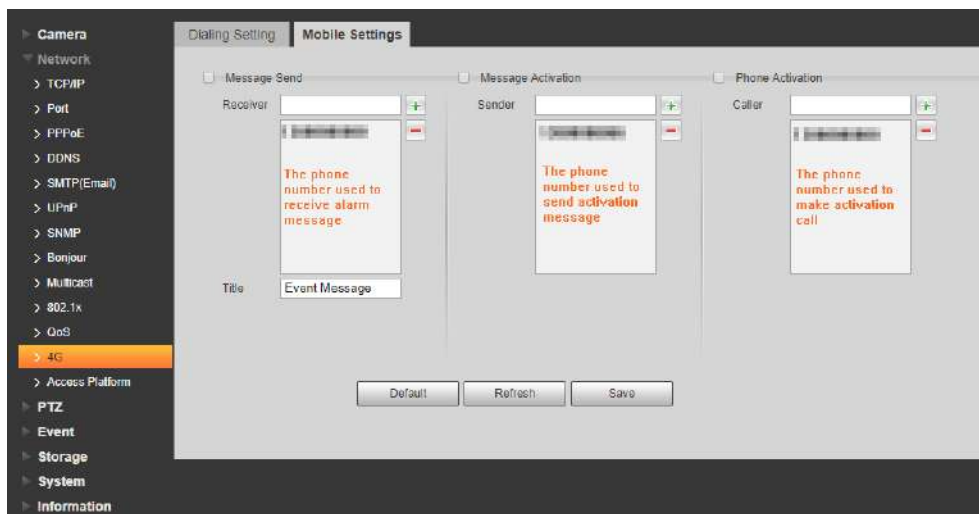 Camera
Network
TCP/IP
Port
PPPoE
DDNS
SMTP(Email)
UPnP
SNMP
Bonjour
Multicast
802.1x
QoS
4G
Access Platform
PTZ
Event
Storage
System
Information
Dialing Setting
Mobile Settings
Message Send
Receiver
The phone
number used to
receive alarm
message
Title
Event Message
Message Activation
Sender
The phone
number used to
send activation
message
Phone Activation
Caller
The phone
number used to
make activation
call
Default
Refresh
Save